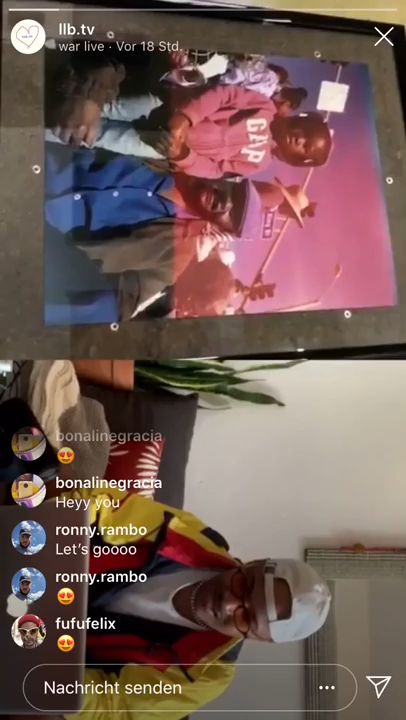 llb.tv
war live · Vor 18 Std.
GAP
bonalinegracia
😍
bonalinegracia
Heyy you
ronny.rambo
Let's goooo
ronny.rambo
😍
fufufelix
😍
Nachricht senden